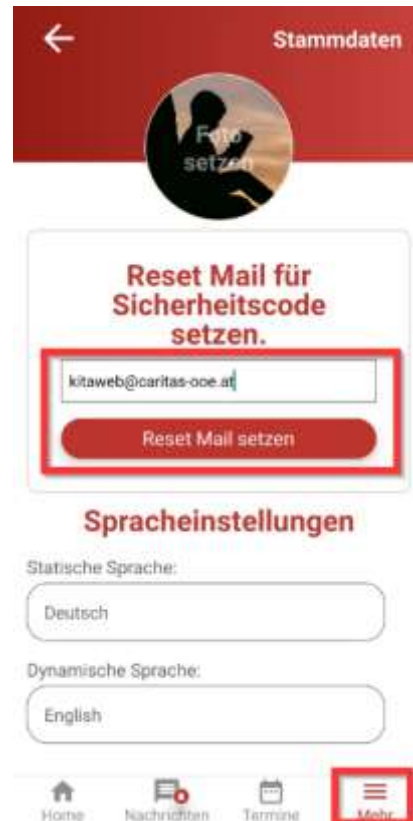 Stammdaten
Foto
setzen
Reset Mail für
Sicherheitscode
setzen.
kitaweb@caritas-ooe.at
Reset Mail setzen
Spracheinstellungen
Statische Sprache:
Deutsch
Dynamische Sprache:
English
Home Nachrichten Termine Mehr